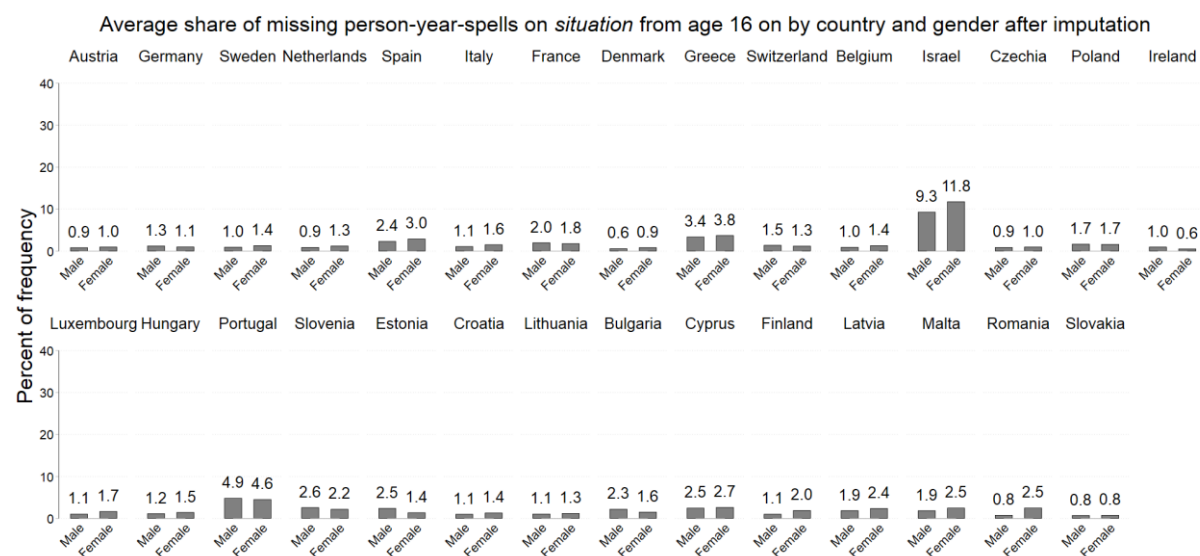 Average share of missing person-year-spells on situation from age 16 on by country and gender after imputation
Austria Germany Sweden Netherlands Spain Italy France Denmark Greece Switzerland Belgium Israel Czechia Poland Ireland
40
30
20
10
0
0.9 1.0 1.3 1.1 1.0 1.4 0.9 1.3 2.4 3.0 1.1 1.6 2.0 1.8 0.6 0.9 3.4 3.8 1.5 1.3 1.0 1.4 9.3 11.8 0.9 1.0 1.7 1.7 1.0 0.6
Male Female Male Female Male Female Male Female Male Female Male Female Male Female Male Female Male Female Male Female Male Female Male Female Male Female Male Female Male Female
Percent of frequency
Luxembourg Hungary Portugal Slovenia Estonia Croatia Lithuania Bulgaria Cyprus Finland Latvia Malta Romania Slovakia
40
30
20
10
0
1.1 1.7 1.2 1.5 4.9 4.6 2.6 2.2 2.5 1.4 1.1 1.4 1.1 1.3 2.3 1.6 2.5 2.7 1.1 2.0 1.9 2.4 1.9 2.5 0.8 2.5 0.8 0.8
Male Female Male Female Male Female Male Female Male Female Male Female Male Female Male Female Male Female Male Female Male Female Male Female Male Female Male Female